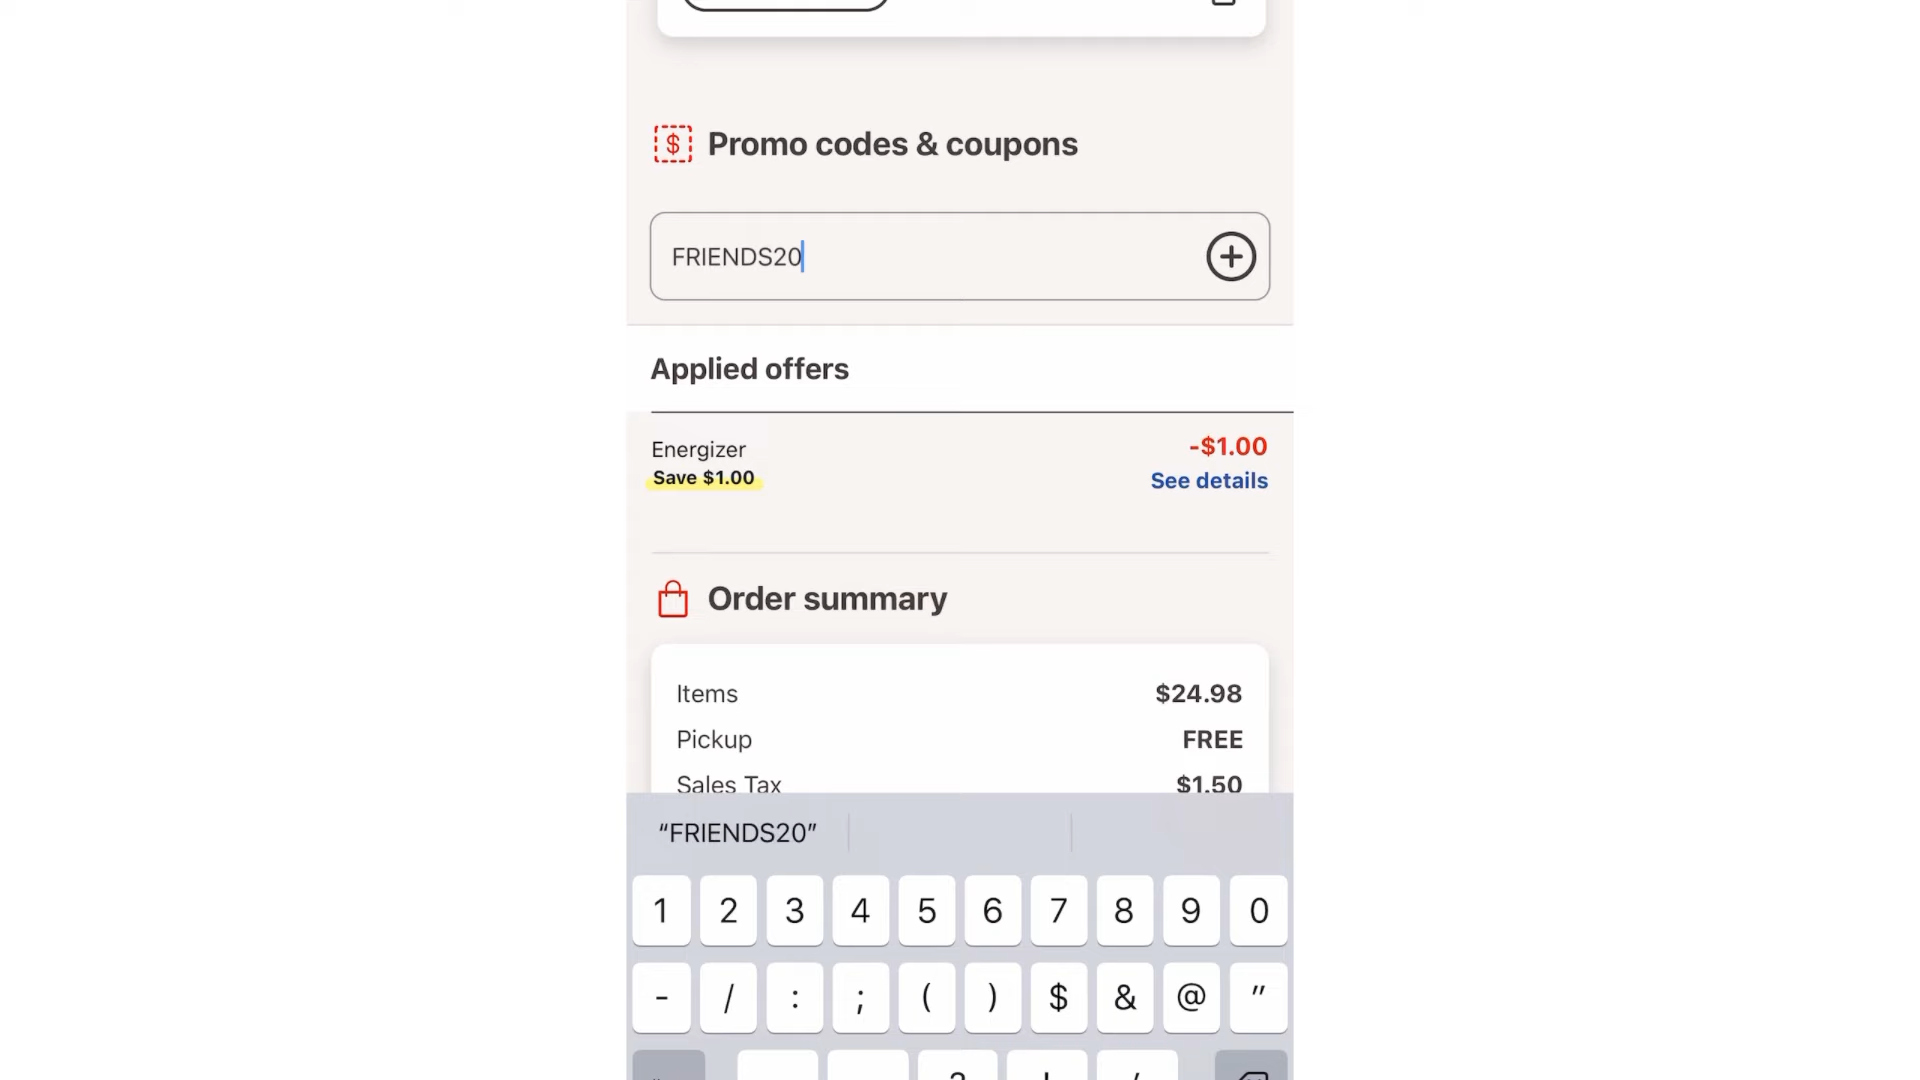 Promo codes & coupons
FRIENDS20
Applied offers
Energizer
-$1.00
Save $1.00
See details
Order summary
Items $24.98
Pickup FREE
Sales Tax $1.50
“FRIENDS20”
1 2 3 4 5 6 7 8 9 0
- / : ; ( ) $ & @ "